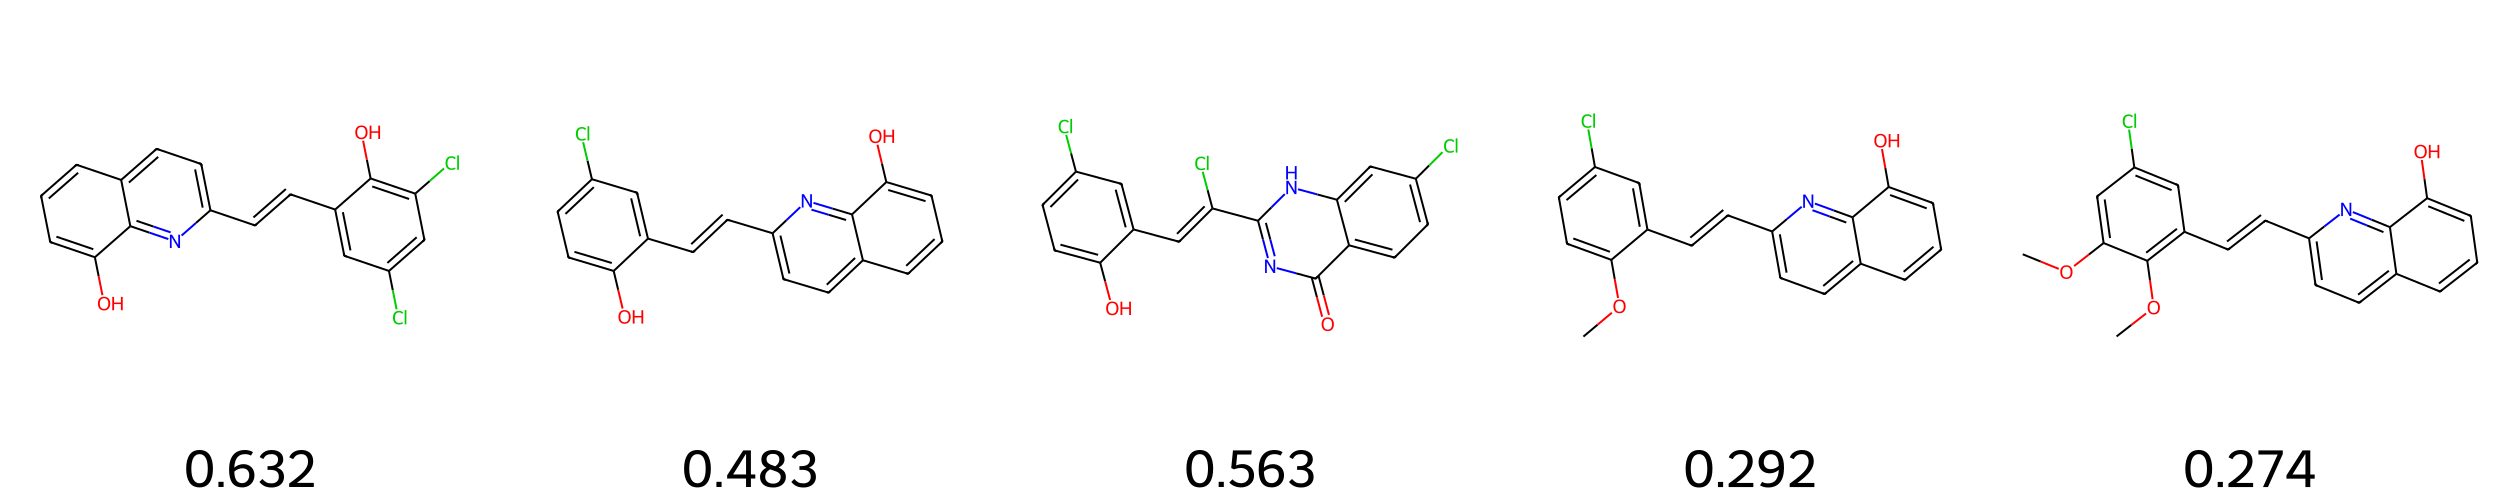 OH N OH Cl Cl
Cl OH N OH
Cl OH Cl H N N O Cl
Cl O N OH
O O Cl N OH
0.632 0.483 0.563 0.292 0.274